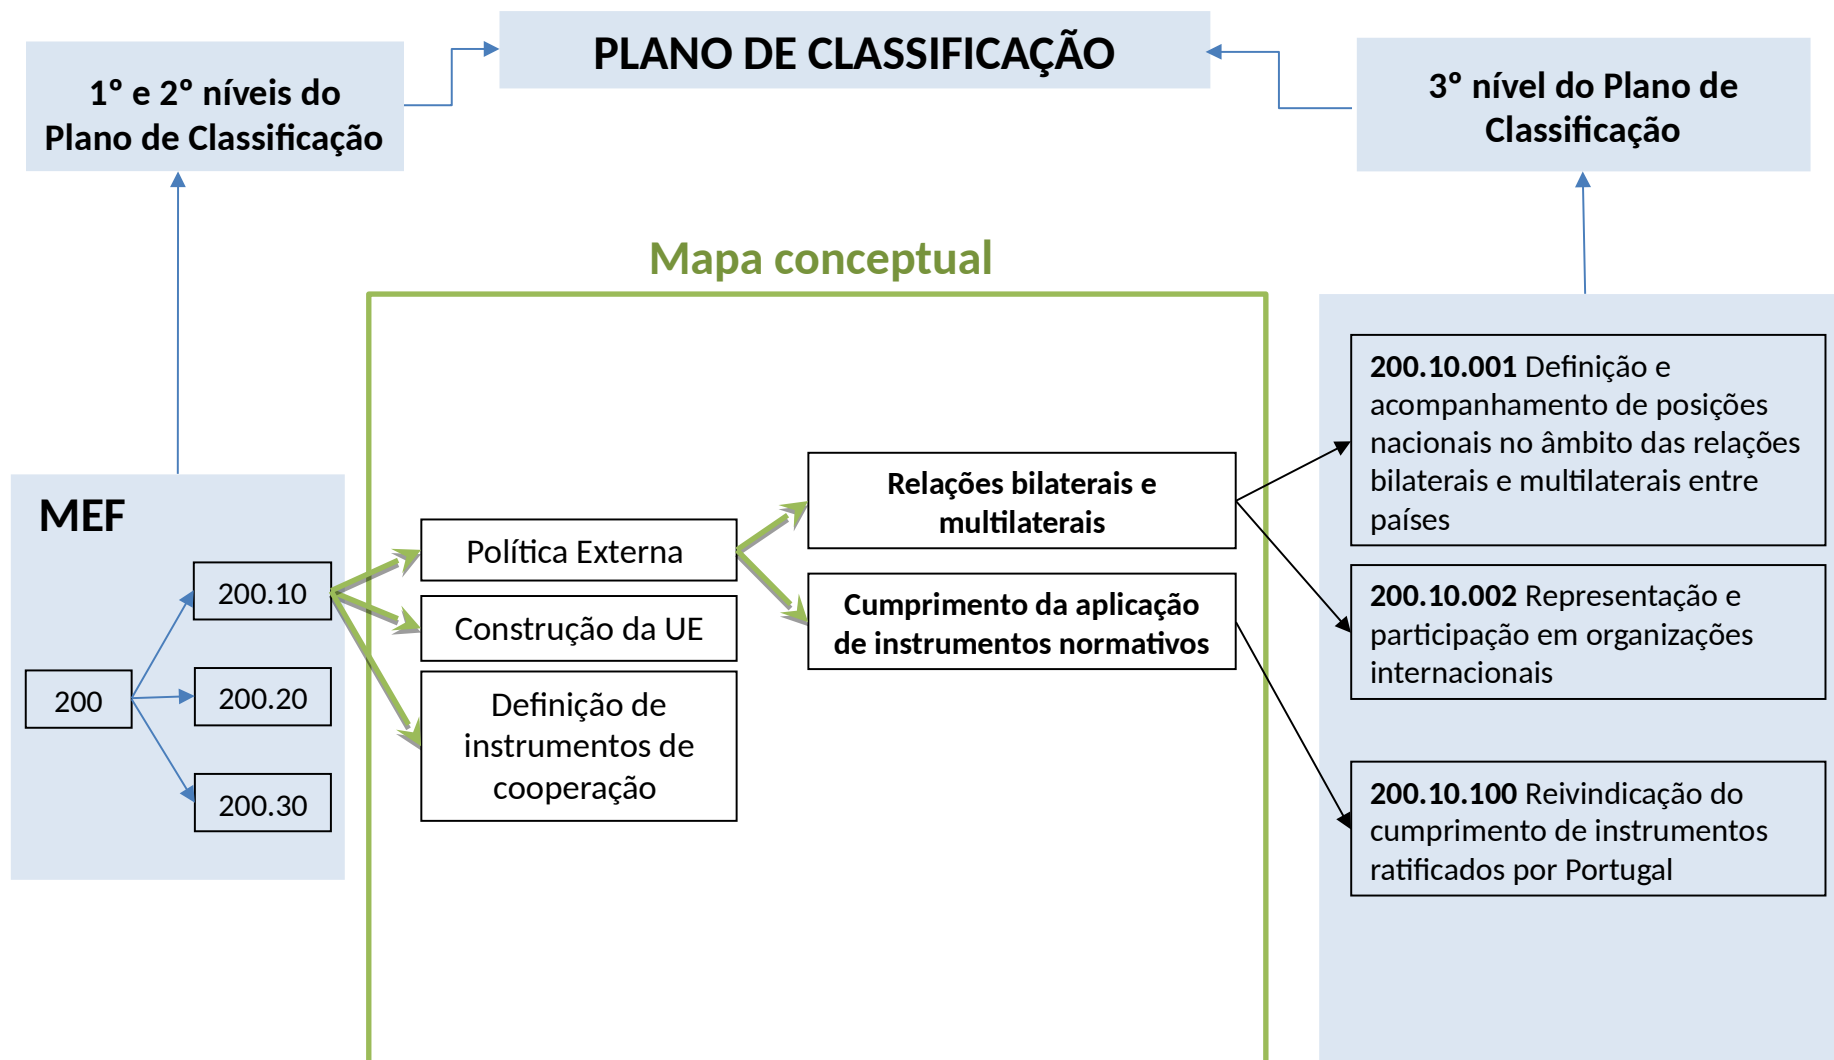 PLANO DE CLASSIFICAÇÃO
1º e 2º níveis do
Plano de Classificação
3º nível do Plano de
Classificação
Mapa conceptual
MEF
200
200.10
200.20
200.30
Política Externa
Construção da UE
Definição de
instrumentos de
cooperação
Relações bilaterais e
multilaterais
Cumprimento da aplicação
de instrumentos normativos
200.10.001 Definição e
acompanhamento de posições
nacionais no âmbito das relações
bilaterais e multilaterais entre
países
200.10.002 Representação e
participação em organizações
internacionais
200.10.100 Reivindicação do
cumprimento de instrumentos
ratificados por Portugal